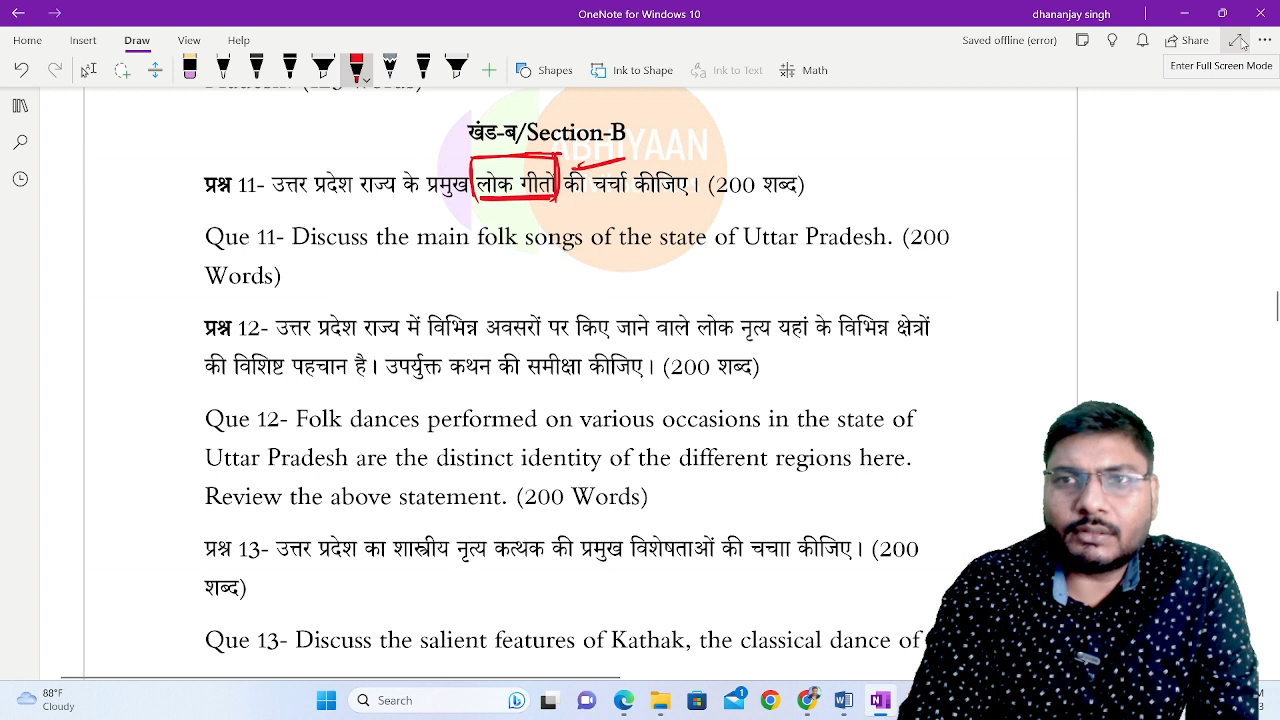 OneNote for Windows 10
dhananjay singh
Home Insert Draw View Help
Saved offline (error)
Share
Shapes Ink to Shape Ink to Text Math
Enter Full Screen Mode
खंड-ब/Section-B
ABHIYAAN
प्रश्न 11- उत्तर प्रदेश राज्य के प्रमुख लोक गीतों की चर्चा कीजिए। (200 शब्द)
Que 11- Discuss the main folk songs of the state of Uttar Pradesh. (200
Words)
प्रश्न 12- उत्तर प्रदेश राज्य में विभिन्न अवसरों पर किए जाने वाले लोक नृत्य यहां के विभिन्न क्षेत्रों
की विशिष्ट पहचान है। उपर्युक्त कथन की समीक्षा कीजिए। (200 शब्द)
Que 12- Folk dances performed on various occasions in the state of
Uttar Pradesh are the distinct identity of the different regions here.
Review the above statement. (200 Words)
प्रश्न 13- उत्तर प्रदेश का शास्त्रीय नृत्य कत्थक की प्रमुख विशेषताओं की चचाा कीजिए। (200
शब्द)
Que 13- Discuss the salient features of Kathak, the classical dance of
88°F
Cloudy
Search
1